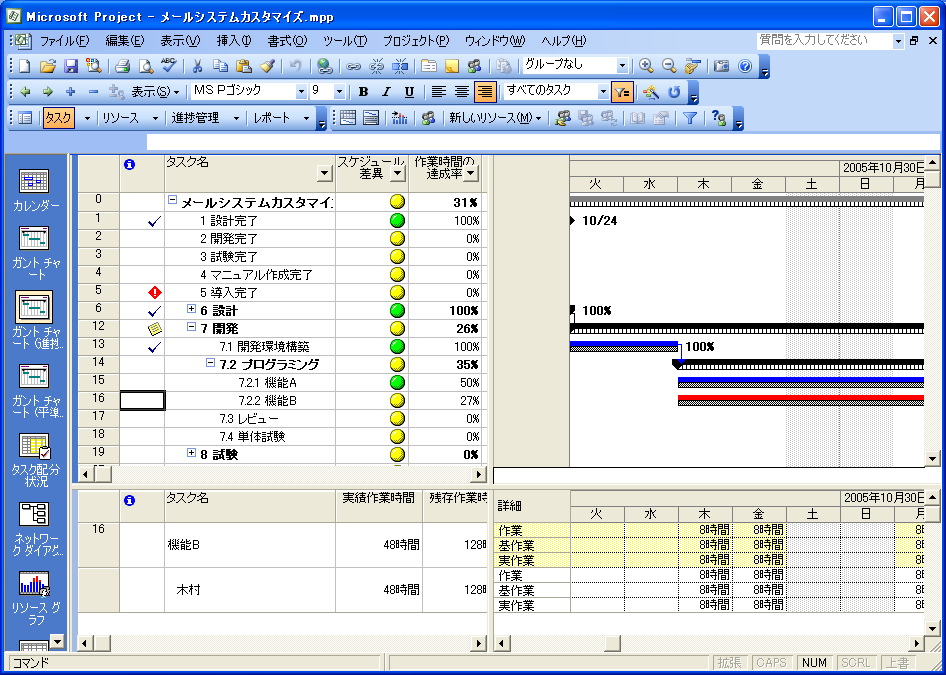 Microsoft Project - メールシステムカスタマイズ.mpp
ファイル(F) 編集(E) 表示(V) 挿入(I) 書式(O) ツール(T) プロジェクト(P) ウィンドウ(W) ヘルプ(H) 質問を入力してください
グループなし
表示(S) MS Pゴシック 9 B I U すべてのタスク
タスク リソース 進捗管理 レポート 新しいリソース(M)
カレンダー
ガント チャート
ガント チャート (進捗..
ガント チャート (平準..
タスク配分状況
ネットワーク ダイアグ..
リソース グラフ
タスク名 スケジュール差異 作業時間の達成率
0 メールシステムカスタマイズ 31%
1 1 設計完了 100%
2 2 開発完了 0%
3 3 試験完了 0%
4 4 マニュアル作成完了 0%
5 5 導入完了 0%
6 6 設計 100%
12 7 開発 26%
13 7.1 開発環境構築 100%
14 7.2 プログラミング 35%
15 7.2.1 機能A 50%
16 7.2.2 機能B 27%
17 7.3 レビュー 0%
18 7.4 単体試験 0%
19 8 試験 0%
2005年10月30日
火 水 木 金 土 日 月
10/24
100%
100%
タスク名 実績作業時間 残存作業時
16 機能B 48時間 128時
木村 48時間 128時
詳細 2005年10月30日
火 水 木 金 土 日 月
作業 8時間 8時間 8
基作業 8時間 8時間 8
実作業 8時間 8時間 8
作業 8時間 8時間 8
基作業 8時間 8時間 8
実作業 8時間 8時間 8
コマンド 拡張 CAPS NUM SCRL 上書